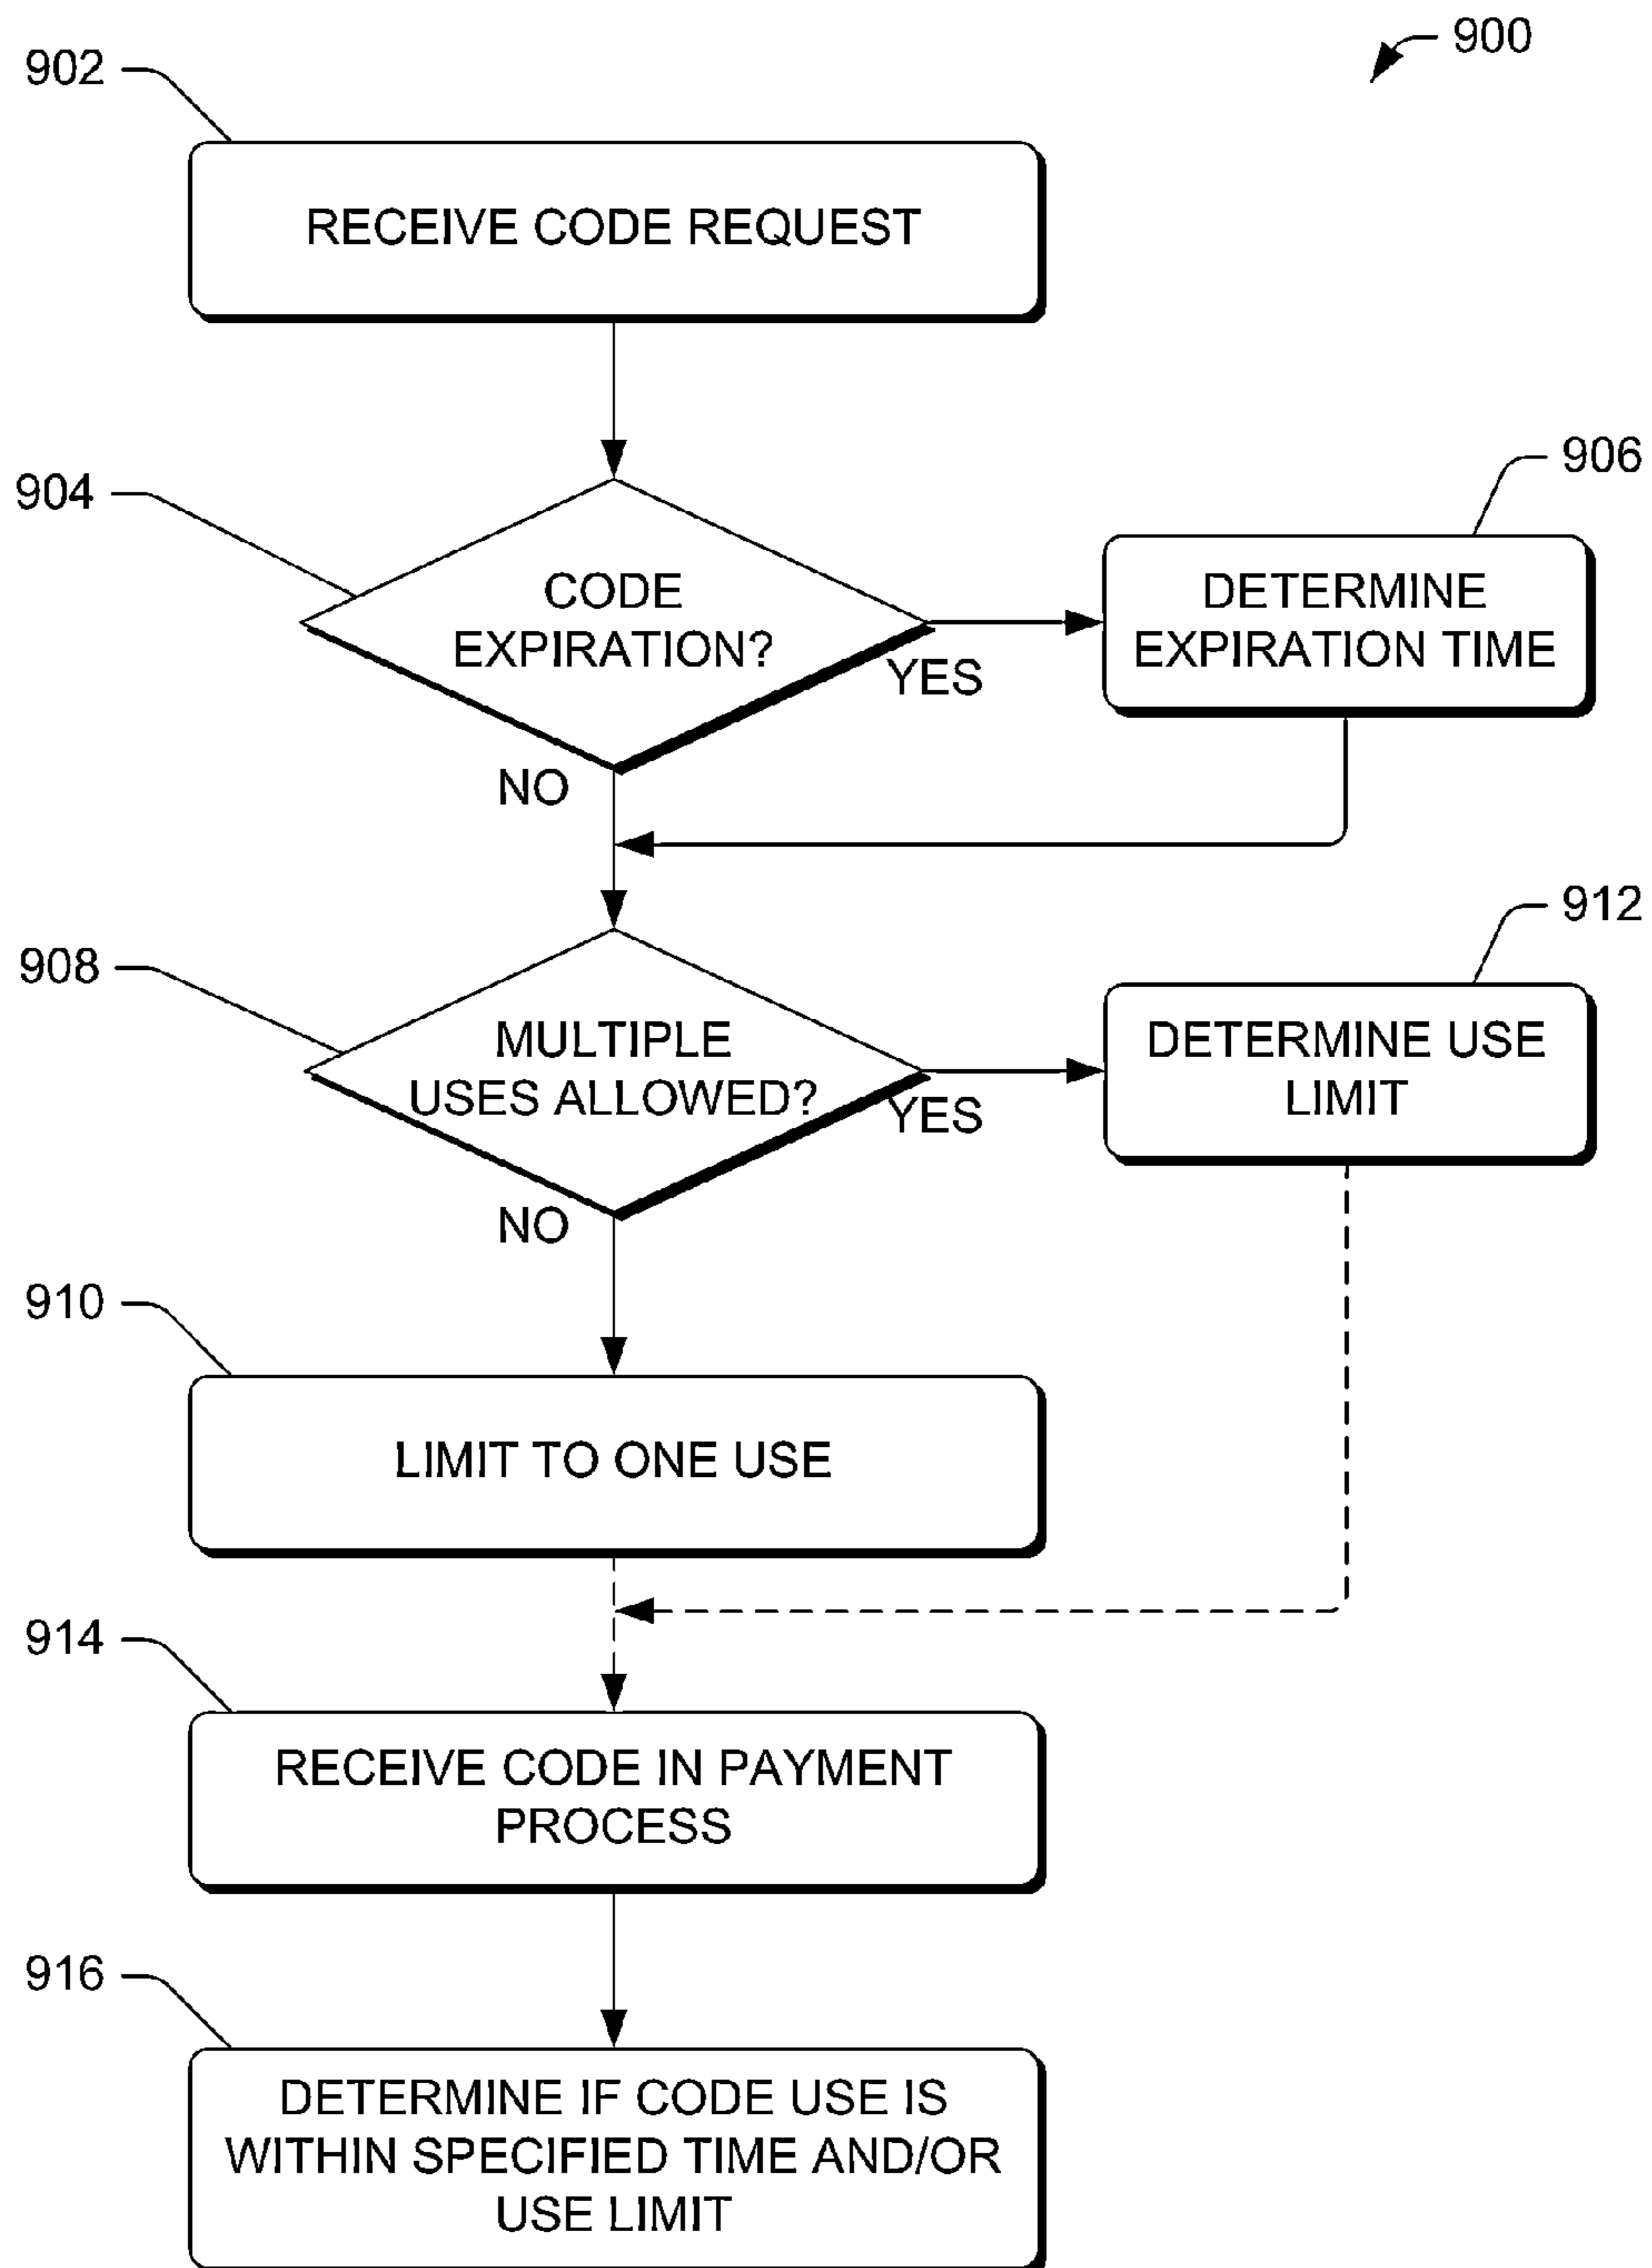 900
902
RECEIVE CODE REQUEST
904
906
CODE
EXPIRATION?
DETERMINE
EXPIRATION TIME
YES
NO
908
912
MULTIPLE
USES ALLOWED?
DETERMINE USE
LIMIT
YES
NO
910
LIMIT TO ONE USE
914
RECEIVE CODE IN PAYMENT
PROCESS
916
DETERMINE IF CODE USE IS
WITHIN SPECIFIED TIME AND/OR
USE LIMIT